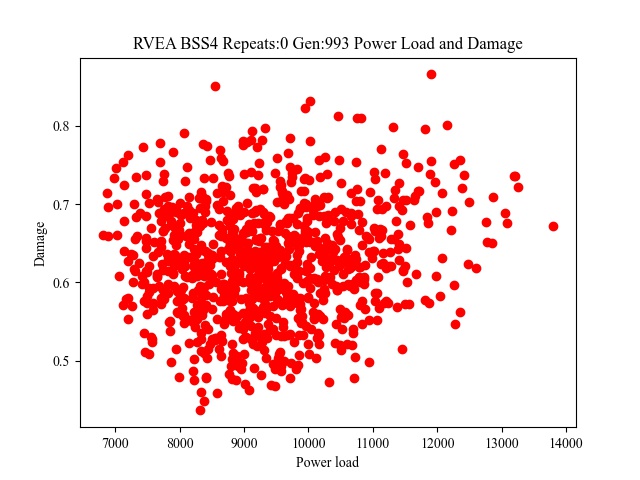 RVEA BSS4 Repeats:0 Gen:993 Power Load and Damage
0.8
0.7
0.6
0.5
Damage
7000 8000 9000 10000 11000 12000 13000 14000
Power load